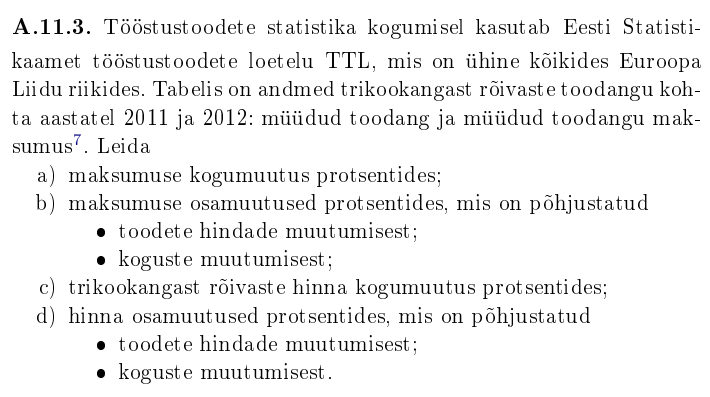 A.11.3. Tööstustoodete statistika kogumisel kasutab Eesti Statisti-
kaamet tööstustoodete loetelu TTL, mis on ühine kõikides Euroopa
Liidu riikides. Tabelis on andmed trikookangast rõivaste toodangu koh-
ta aastatel 2011 ja 2012: müüdud toodang ja müüdud toodangu mak-
sumus⁷. Leida
a) maksumuse kogumuutus protsentides;
b) maksumuse osamuutused protsentides, mis on põhjustatud
• toodete hindade muutumisest;
• koguste muutumisest;
c) trikookangast rõivaste hinna kogumuutus protsentides;
d) hinna osamuutused protsentides, mis on põhjustatud
• toodete hindade muutumisest;
• koguste muutumisest.